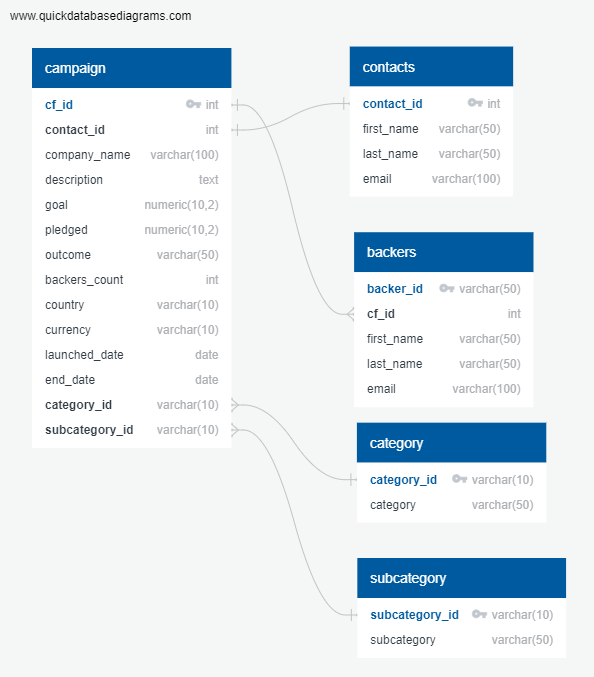 www.quickdatabasediagrams.com
campaign
cf_id int
contact_id int
company_name varchar(100)
description text
goal numeric(10,2)
pledged numeric(10,2)
outcome varchar(50)
backers_count int
country varchar(10)
currency varchar(10)
launched_date date
end_date date
category_id varchar(10)
subcategory_id varchar(10)
contacts
contact_id int
first_name varchar(50)
last_name varchar(50)
email varchar(100)
backers
backer_id varchar(50)
cf_id int
first_name varchar(50)
last_name varchar(50)
email varchar(100)
category
category_id varchar(10)
category varchar(50)
subcategory
subcategory_id varchar(10)
subcategory varchar(50)